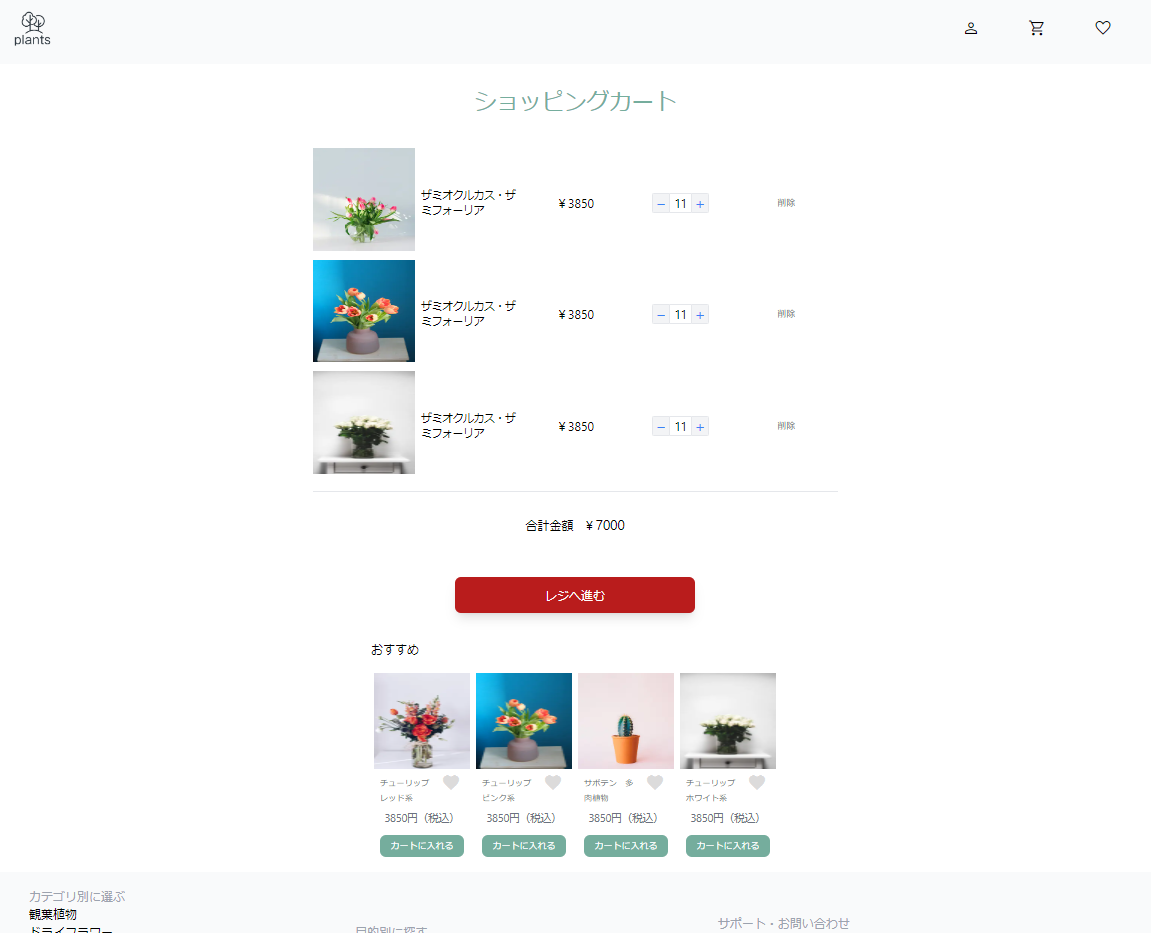 plants
ショッピングカート
ザミオクルカス・ザ
ミフォーリア
¥3850
− 11 +
削除
ザミオクルカス・ザ
ミフォーリア
¥3850
− 11 +
削除
ザミオクルカス・ザ
ミフォーリア
¥3850
− 11 +
削除
合計金額 ¥7000
レジへ進む
おすすめ
チューリップ
レッド系
3850円（税込）
カートに入れる
チューリップ
ピンク系
3850円（税込）
カートに入れる
サボテン　多
肉植物
3850円（税込）
カートに入れる
チューリップ
ホワイト系
3850円（税込）
カートに入れる
カテゴリ別に選ぶ
観葉植物
ドライフラワー
目的別に探す
サポート・お問い合わせ